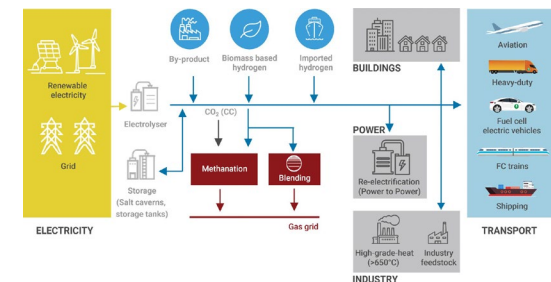 Renewable
electricity
Grid
ELECTRICITY
Electrolyser
Storage
(Salt caverns,
storage tanks)
By-product
Biomass based
hydrogen
Imported
hydrogen
CO₂ (CC)
Methanation
Blending
Gas grid
BUILDINGS
POWER
Re-electrification
(Power to Power)
High-grade-heat
(>650°C)
Industry
feedstock
INDUSTRY
Aviation
Heavy-duty
Fuel cell
electric vehicles
FC trains
Shipping
TRANSPORT